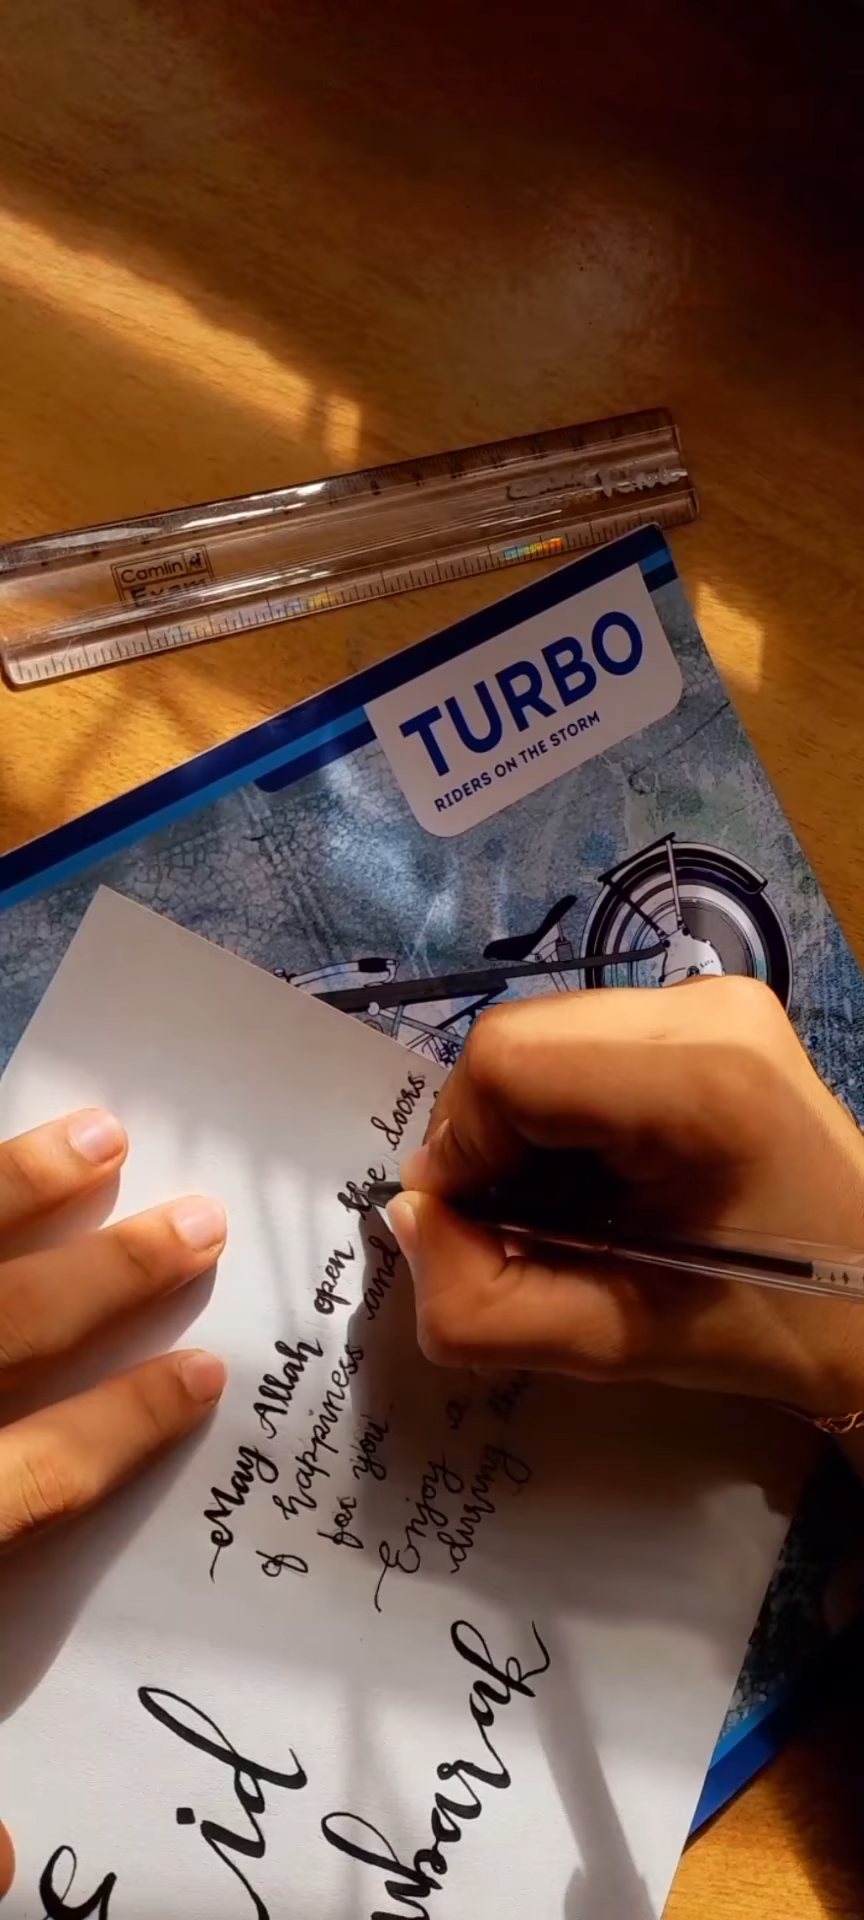 Camlin
Exam
TURBO
RIDERS ON THE STORM
May Allah open the doors
of happiness and
for you.
Enjoy a
during
Eid